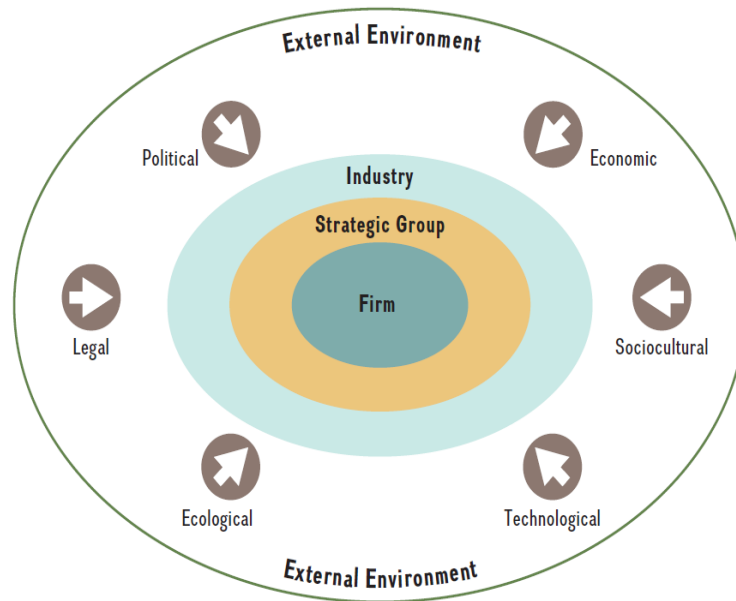 External Environment
Political
Economic
Industry
Strategic Group
Firm
Legal
Sociocultural
Ecological
Technological
External Environment